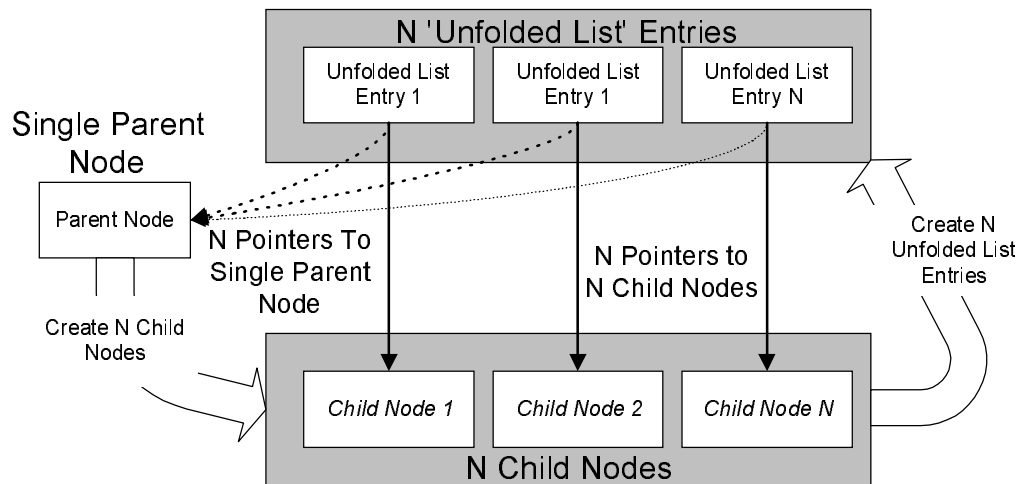 N 'Unfolded List' Entries
Unfolded List
Entry 1
Unfolded List
Entry 1
Unfolded List
Entry N
Single Parent
Node
Parent Node
N Pointers To
Single Parent
Node
N Pointers to
N Child Nodes
Create N
Unfolded List
Entries
Create N Child
Nodes
Child Node 1
Child Node 2
Child Node N
N Child Nodes